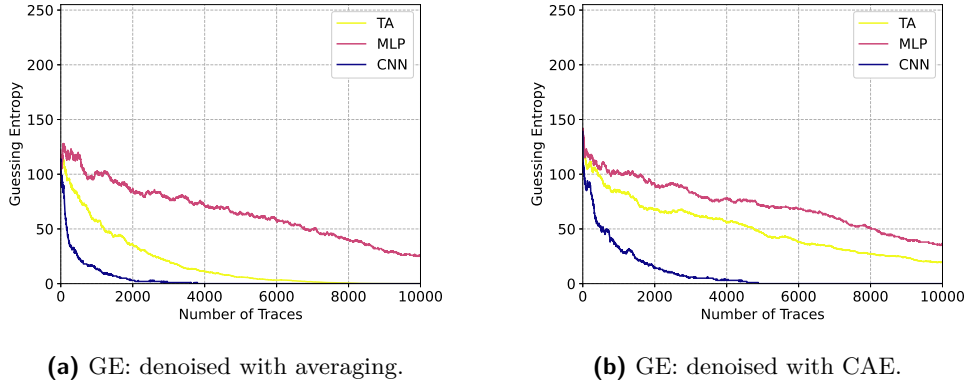 250
200
150
100
50
0
Guessing Entropy
0 2000 4000 6000 8000 10000
Number of Traces
TA
MLP
CNN
(a) GE: denoised with averaging.
250
200
150
100
50
0
Guessing Entropy
0 2000 4000 6000 8000 10000
Number of Traces
TA
MLP
CNN
(b) GE: denoised with CAE.